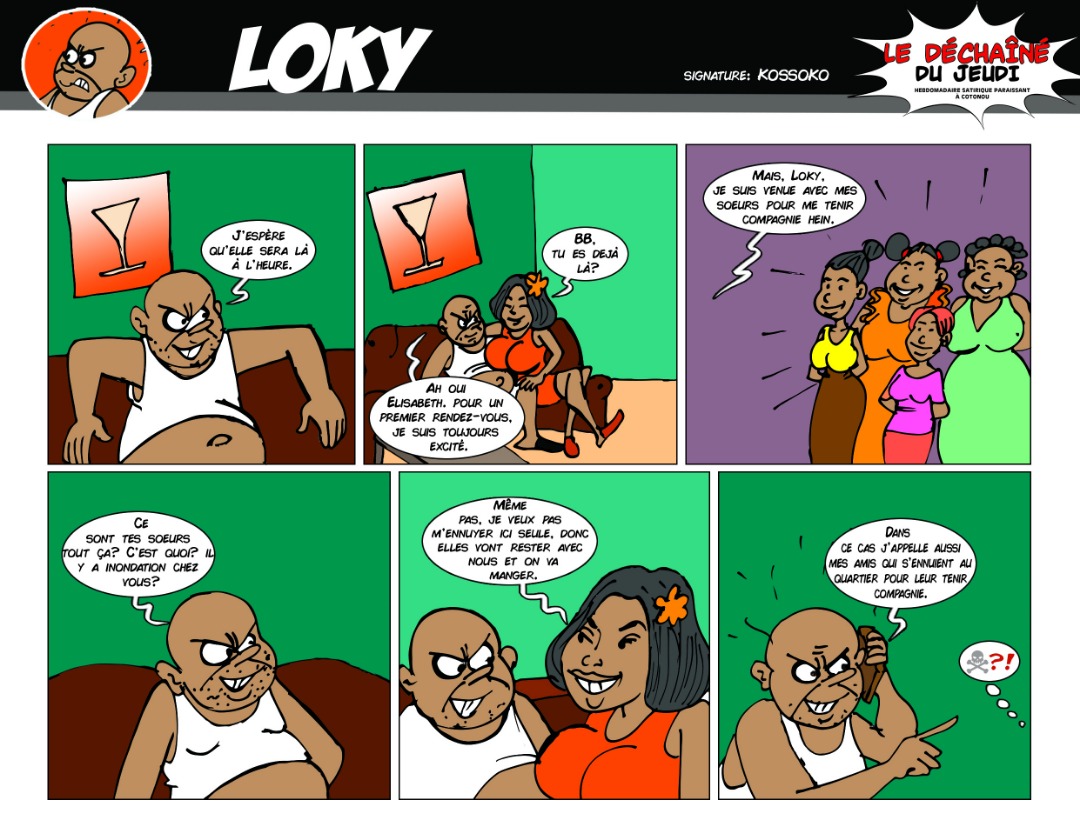 LOKY
SIGNATURE: KOSSOKO
LE DÉCHAÎNÉ
DU JEUDI
HEBDOMADAIRE SATIRIQUE PARAISSANT
À COTONOU
J'ESPÈRE
QU'ELLE SERA LÀ
À L'HEURE.
BB,
TU ES DEJÀ
LÀ?
AH OUI
ELISABETH. POUR UN
PREMIER RENDEZ-VOUS,
JE SUIS TOUJOURS
EXCITÉ.
MAIS, LOKY,
JE SUIS VENUE AVEC MES
SOEURS POUR ME TENIR
COMPAGNIE HEIN.
CE
SONT TES SOEURS
TOUT ÇA? C'EST QUOI? IL
Y A INONDATION CHEZ
VOUS?
MÊME
PAS, JE VEUX PAS
M'ENNUYER ICI SEULE, DONC
ELLES VONT RESTER AVEC
NOUS ET ON VA
MANGER.
DANS
CE CAS J'APPELLE AUSSI
MES AMIS QUI S'ENNUIENT AU
QUARTIER POUR LEUR TENIR
COMPAGNIE.
?!